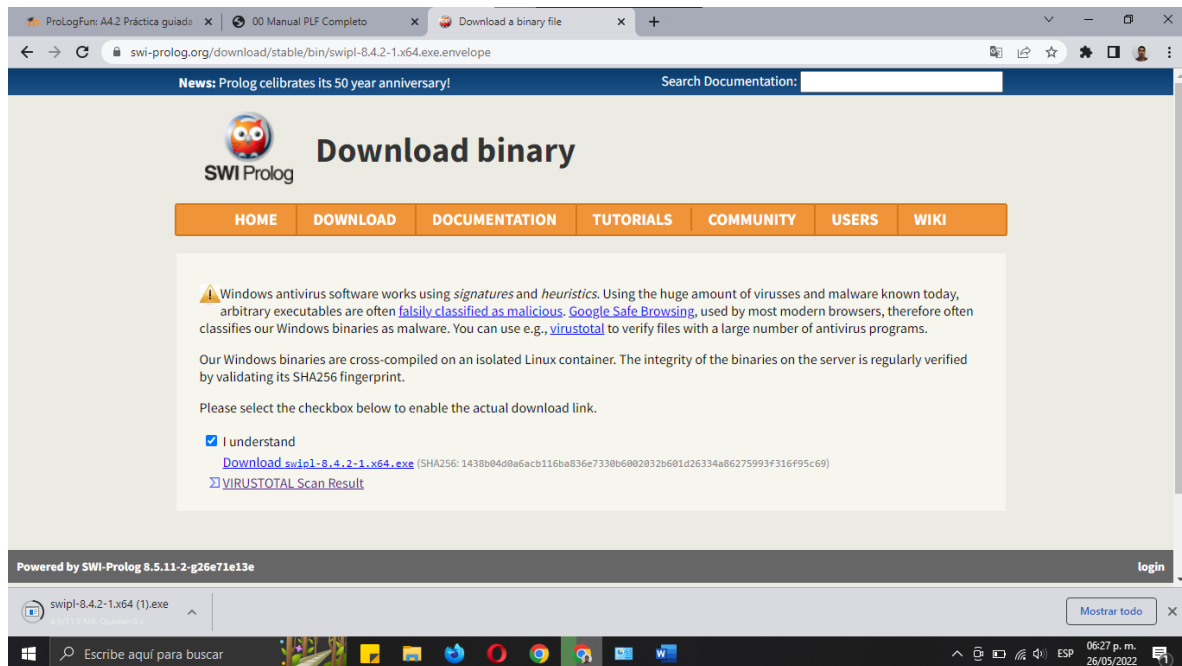 ProLogFun: A4.2 Práctica guiada
00 Manual PLF Completo
Download a binary file
swi-prolog.org/download/stable/bin/swipl-8.4.2-1.x64.exe.envelope
News: Prolog celebrates its 50 year anniversary!
Search Documentation:
SWI Prolog
Download binary
HOME DOWNLOAD DOCUMENTATION TUTORIALS COMMUNITY USERS WIKI
Windows antivirus software works using signatures and heuristics. Using the huge amount of virusses and malware known today,
arbitrary executables are often falsily classified as malicious. Google Safe Browsing, used by most modern browsers, therefore often
classifies our Windows binaries as malware. You can use e.g., virustotal to verify files with a large number of antivirus programs.
Our Windows binaries are cross-compiled on an isolated Linux container. The integrity of the binaries on the server is regularly verified
by validating its SHA256 fingerprint.
Please select the checkbox below to enable the actual download link.
I understand
Download swipl-8.4.2-1.x64.exe (SHA256: 1438b04d0a6acb116ba836e7330b6002032b601d26334a86275993f316f95c69)
VIRUSTOTAL Scan Result
Powered by SWI-Prolog 8.5.11-2-g26e71e13e
login
swipl-8.4.2-1.x64 (1).exe
Mostrar todo
Escribe aquí para buscar
ESP
06:27 p. m.
26/05/2022